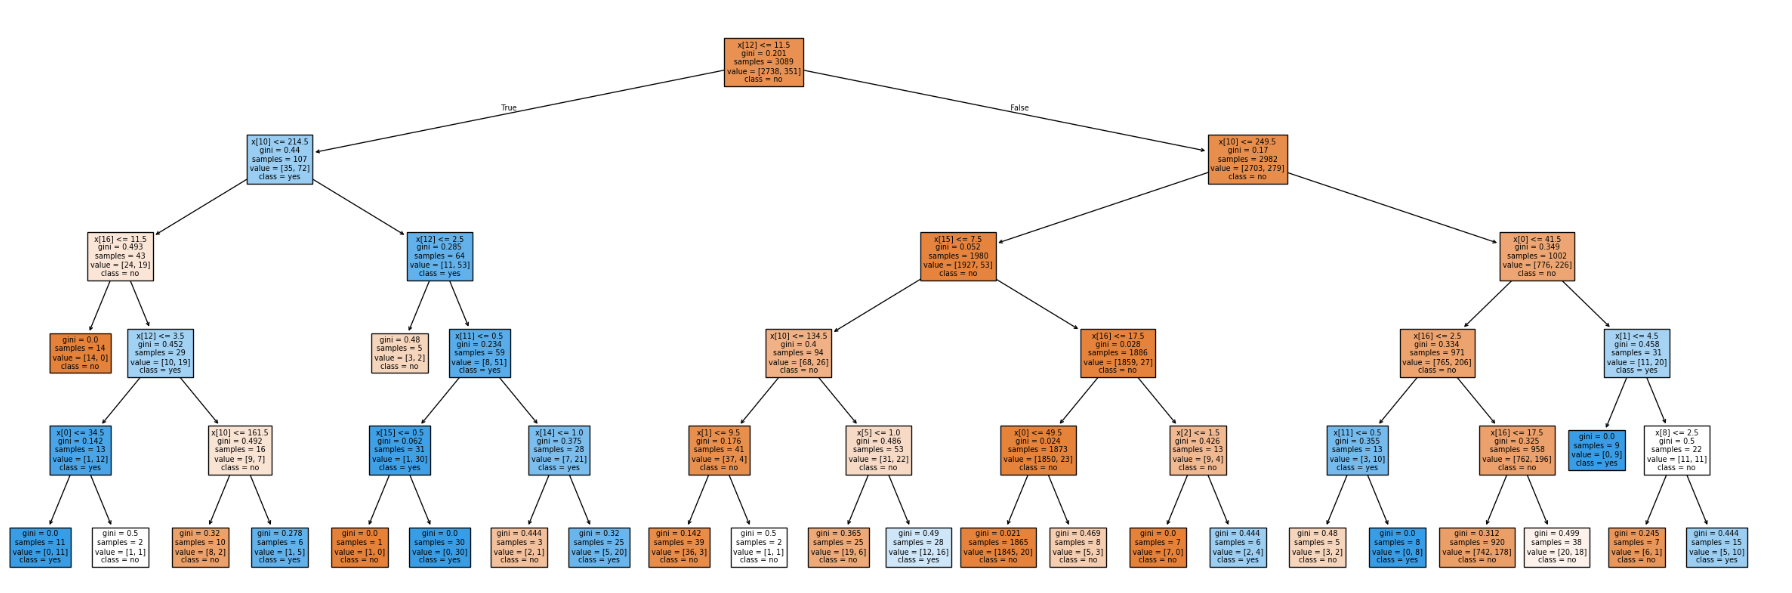 x[12] <= 11.5
gini = 0.201
samples = 3089
value = [2738, 351]
class = no
True
False
x[10] <= 214.5
gini = 0.44
samples = 107
value = [35, 72]
class = yes
x[10] <= 249.5
gini = 0.17
samples = 2982
value = [2703, 279]
class = no
x[16] <= 11.5
gini = 0.493
samples = 43
value = [24, 19]
class = no
x[12] <= 2.5
gini = 0.285
samples = 64
value = [11, 53]
class = yes
x[15] <= 7.5
gini = 0.052
samples = 1980
value = [1927, 53]
class = no
x[0] <= 41.5
gini = 0.349
samples = 1002
value = [776, 226]
class = no
gini = 0.0
samples = 14
value = [14, 0]
class = no
x[12] <= 3.5
gini = 0.452
samples = 29
value = [10, 19]
class = yes
gini = 0.48
samples = 5
value = [3, 2]
class = no
x[11] <= 0.5
gini = 0.234
samples = 59
value = [8, 51]
class = yes
x[10] <= 134.5
gini = 0.4
samples = 94
value = [68, 26]
class = no
x[16] <= 17.5
gini = 0.028
samples = 1886
value = [1859, 27]
class = no
x[16] <= 2.5
gini = 0.334
samples = 971
value = [765, 206]
class = no
x[1] <= 4.5
gini = 0.458
samples = 31
value = [11, 20]
class = yes
x[0] <= 34.5
gini = 0.142
samples = 13
value = [1, 12]
class = yes
x[10] <= 161.5
gini = 0.492
samples = 16
value = [9, 7]
class = no
x[15] <= 0.5
gini = 0.062
samples = 31
value = [1, 30]
class = yes
x[14] <= 1.0
gini = 0.375
samples = 28
value = [7, 21]
class = yes
x[1] <= 9.5
gini = 0.176
samples = 41
value = [37, 4]
class = no
x[5] <= 1.0
gini = 0.486
samples = 53
value = [31, 22]
class = no
x[0] <= 49.5
gini = 0.024
samples = 1873
value = [1850, 23]
class = no
x[2] <= 1.5
gini = 0.426
samples = 13
value = [9, 4]
class = no
x[11] <= 0.5
gini = 0.355
samples = 13
value = [3, 10]
class = yes
x[16] <= 17.5
gini = 0.325
samples = 958
value = [762, 196]
class = no
gini = 0.0
samples = 9
value = [0, 9]
class = yes
x[8] <= 2.5
gini = 0.5
samples = 22
value = [11, 11]
class = no
gini = 0.0
samples = 11
value = [0, 11]
class = yes
gini = 0.5
samples = 2
value = [1, 1]
class = no
gini = 0.32
samples = 10
value = [8, 2]
class = no
gini = 0.278
samples = 6
value = [1, 5]
class = yes
gini = 0.0
samples = 1
value = [1, 0]
class = no
gini = 0.0
samples = 30
value = [0, 30]
class = yes
gini = 0.444
samples = 3
value = [2, 1]
class = no
gini = 0.32
samples = 25
value = [5, 20]
class = yes
gini = 0.142
samples = 39
value = [36, 3]
class = no
gini = 0.5
samples = 2
value = [1, 1]
class = no
gini = 0.365
samples = 25
value = [19, 6]
class = no
gini = 0.49
samples = 28
value = [12, 16]
class = yes
gini = 0.021
samples = 1865
value = [1845, 20]
class = no
gini = 0.469
samples = 8
value = [5, 3]
class = no
gini = 0.0
samples = 7
value = [7, 0]
class = no
gini = 0.444
samples = 6
value = [2, 4]
class = yes
gini = 0.48
samples = 5
value = [3, 2]
class = no
gini = 0.0
samples = 8
value = [0, 8]
class = yes
gini = 0.312
samples = 920
value = [742, 178]
class = no
gini = 0.499
samples = 38
value = [20, 18]
class = no
gini = 0.245
samples = 7
value = [6, 1]
class = no
gini = 0.444
samples = 15
value = [5, 10]
class = yes